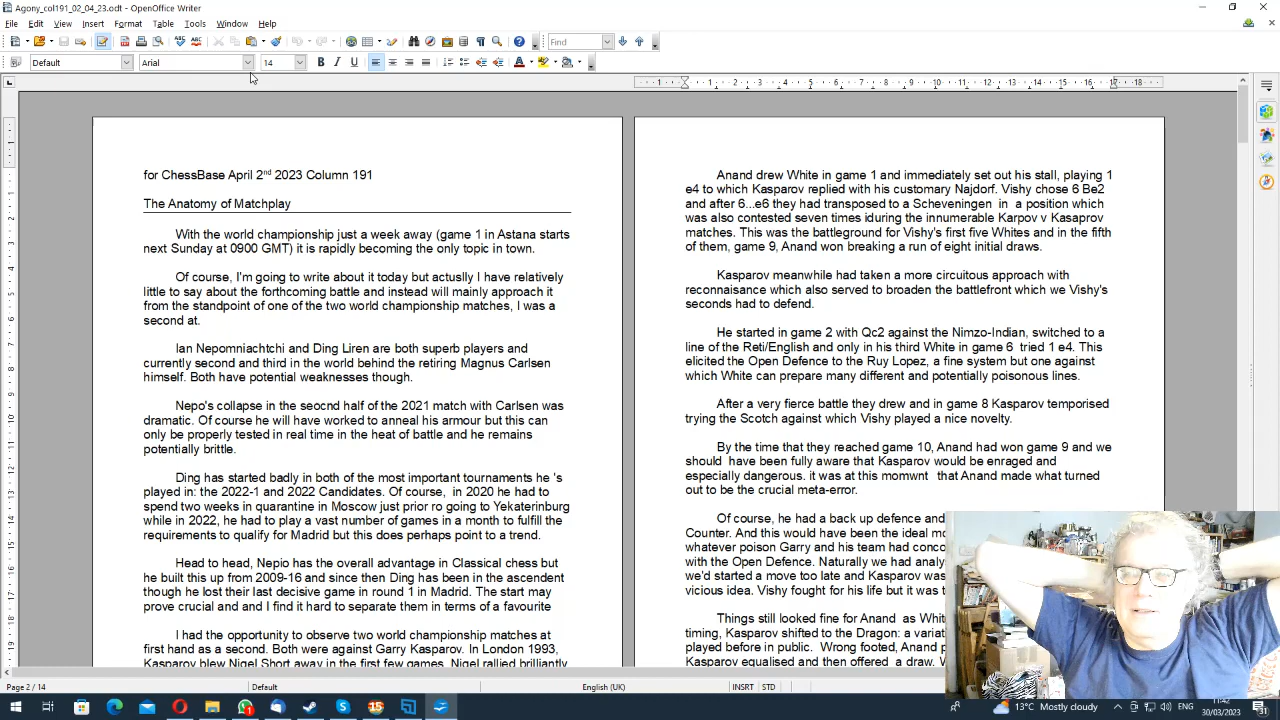 Agony_col191_02_04_23.odt - OpenOffice Writer
File Edit View Insert Format Table Tools Window Help
Find
Default Arial 14
for ChessBase April 2nd 2023 Column 191
The Anatomy of Matchplay
With the world championship just a week away (game 1 in Astana starts
next Sunday at 0900 GMT) it is rapidly becoming the only topic in town.
Of course, I'm going to write about it today but actuslly I have relatively
little to say about the forthcoming battle and instead will mainly approach it
from the standpoint of one of the two world championship matches, I was a
second at.
Ian Nepomniachtchi and Ding Liren are both superb players and
currently second and third in the world behind the retiring Magnus Carlsen
himself. Both have potential weaknesses though.
Nepo's collapse in the seocnd half of the 2021 match with Carlsen was
dramatic. Of course he will have worked to anneal his armour but this can
only be properly tested in real time in the heat of battle and he remains
potentially brittle.
Ding has started badly in both of the most important tournaments he 's
played in: the 2022-1 and 2022 Candidates. Of course, in 2020 he had to
spend two weeks in quarantine in Moscow just prior ro going to Yekaterinburg
while in 2022, he had to play a vast number of games in a month to fulfill the
requirements to qualify for Madrid but this does perhaps point to a trend.
Head to head, Nepio has the overall advantage in Classical chess but
he built this up from 2009-16 and since then Ding has been in the ascendent
though he lost their last decisive game in round 1 in Madrid. The start may
prove crucial and and I find it hard to separate them in terms of a favourite
I had the opportunity to observe two world championship matches at
first hand as a second. Both were against Garry Kasparov. In London 1993,
Kasparov blew Nigel Short away in the first few games. Nigel rallied brilliantly
Anand drew White in game 1 and immediately set out his stall, playing 1
e4 to which Kasparov replied with his customary Najdorf. Vishy chose 6 Be2
and after 6...e6 they had transposed to a Scheveningen in a position which
was also contested seven times iduring the innumerable Karpov v Kasaprov
matches. This was the battleground for Vishy's first five Whites and in the fifth
of them, game 9, Anand won breaking a run of eight initial draws.
Kasparov meanwhile had taken a more circuitous approach with
reconnaisance which also served to broaden the battlefront which we Vishy's
seconds had to defend.
He started in game 2 with Qc2 against the Nimzo-Indian, switched to a
line of the Reti/English and only in his third White in game 6 tried 1 e4. This
elicited the Open Defence to the Ruy Lopez, a fine system but one against
which White can prepare many different and potentially poisonous lines.
After a very fierce battle they drew and in game 8 Kasparov temporised
trying the Scotch against which Vishy played a nice novelty.
By the time that they reached game 10, Anand had won game 9 and we
should have been fully aware that Kasparov would be enraged and
especially dangerous. it was at this momwnt that Anand made what turned
out to be the crucial meta-error.
Of course, he had a back up defence and
Counter. And this would have been the ideal mo
whatever poison Garry and his team had conco
with the Open Defence. Naturally we had analy
we'd started a move too late and Kasparov was
vicious idea. Vishy fought for his life but it was t
Things still looked fine for Anand as Whit
timing, Kasparov shifted to the Dragon: a variat
played before in public. Wrong footed, Anand p
Kasparov equalised and then offered a draw. W
Page 2 / 14 Default English (UK) INSRT STD
13°C Mostly cloudy ENG 11:42
30/03/2023